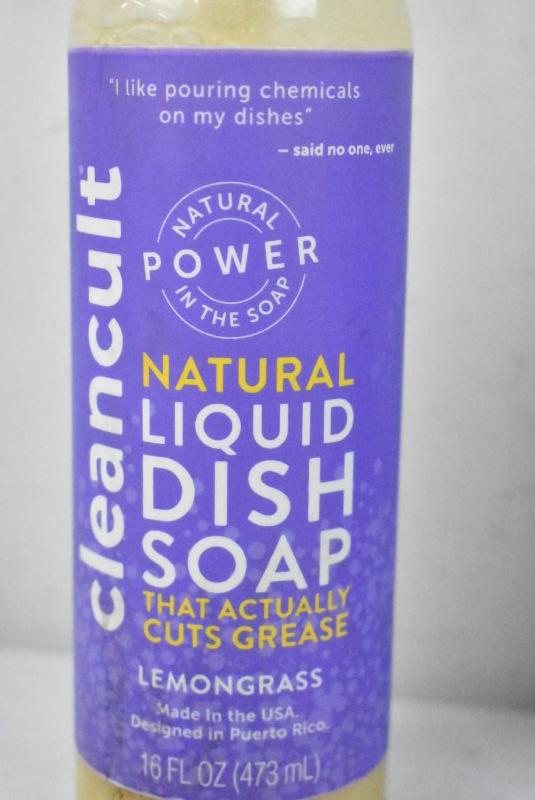 "I like pouring chemicals
on my dishes"
— said no one, ever
cleancult
NATURAL
POWER
IN THE SOAP
NATURAL
LIQUID
DISH
SOAP
THAT ACTUALLY
CUTS GREASE
LEMONGRASS
Made In the USA.
Designed in Puerto Rico.
16 FL OZ (473 mL)